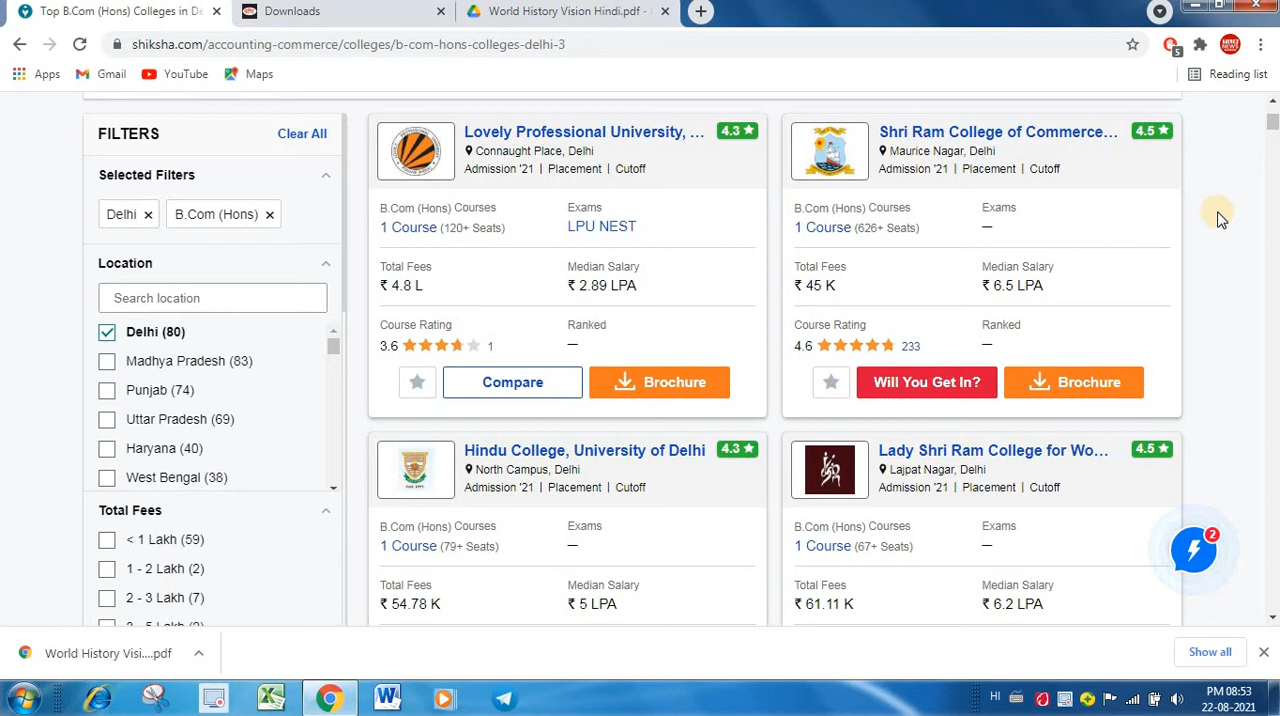 Top B.Com (Hons) Colleges in De
Downloads
World History Vision Hindi.pdf -
shiksha.com/accounting-commerce/colleges/b-com-hons-colleges-delhi-3
5
Apps
Gmail
YouTube
Maps
Reading list
FILTERS
Clear All
Selected Filters
Delhi ×
B.Com (Hons) ×
Location
Search location
Delhi (80)
Madhya Pradesh (83)
Punjab (74)
Uttar Pradesh (69)
Haryana (40)
West Bengal (38)
Total Fees
< 1 Lakh (59)
1 - 2 Lakh (2)
2 - 3 Lakh (7)
Lovely Professional University, ...
4.3 ★
Connaught Place, Delhi
Admission '21 | Placement | Cutoff
B.Com (Hons) Courses
Exams
1 Course (120+ Seats)
LPU NEST
Total Fees
Median Salary
₹ 4.8 L
₹ 2.89 LPA
Course Rating
Ranked
3.6
1
–
Compare
Brochure
Shri Ram College of Commerce...
4.5 ★
Maurice Nagar, Delhi
Admission '21 | Placement | Cutoff
B.Com (Hons) Courses
Exams
1 Course (626+ Seats)
–
Total Fees
Median Salary
₹ 45 K
₹ 6.5 LPA
Course Rating
Ranked
4.6
233
–
Will You Get In?
Brochure
Hindu College, University of Delhi
4.3 ★
North Campus, Delhi
Admission '21 | Placement | Cutoff
B.Com (Hons) Courses
Exams
1 Course (79+ Seats)
–
Total Fees
Median Salary
₹ 54.78 K
₹ 5 LPA
Lady Shri Ram College for Wo...
4.5 ★
Lajpat Nagar, Delhi
Admission '21 | Placement | Cutoff
B.Com (Hons) Courses
Exams
1 Course (67+ Seats)
–
Total Fees
Median Salary
₹ 61.11 K
₹ 6.2 LPA
2
World History Visi....pdf
Show all
HI
PM 08:53
22-08-2021